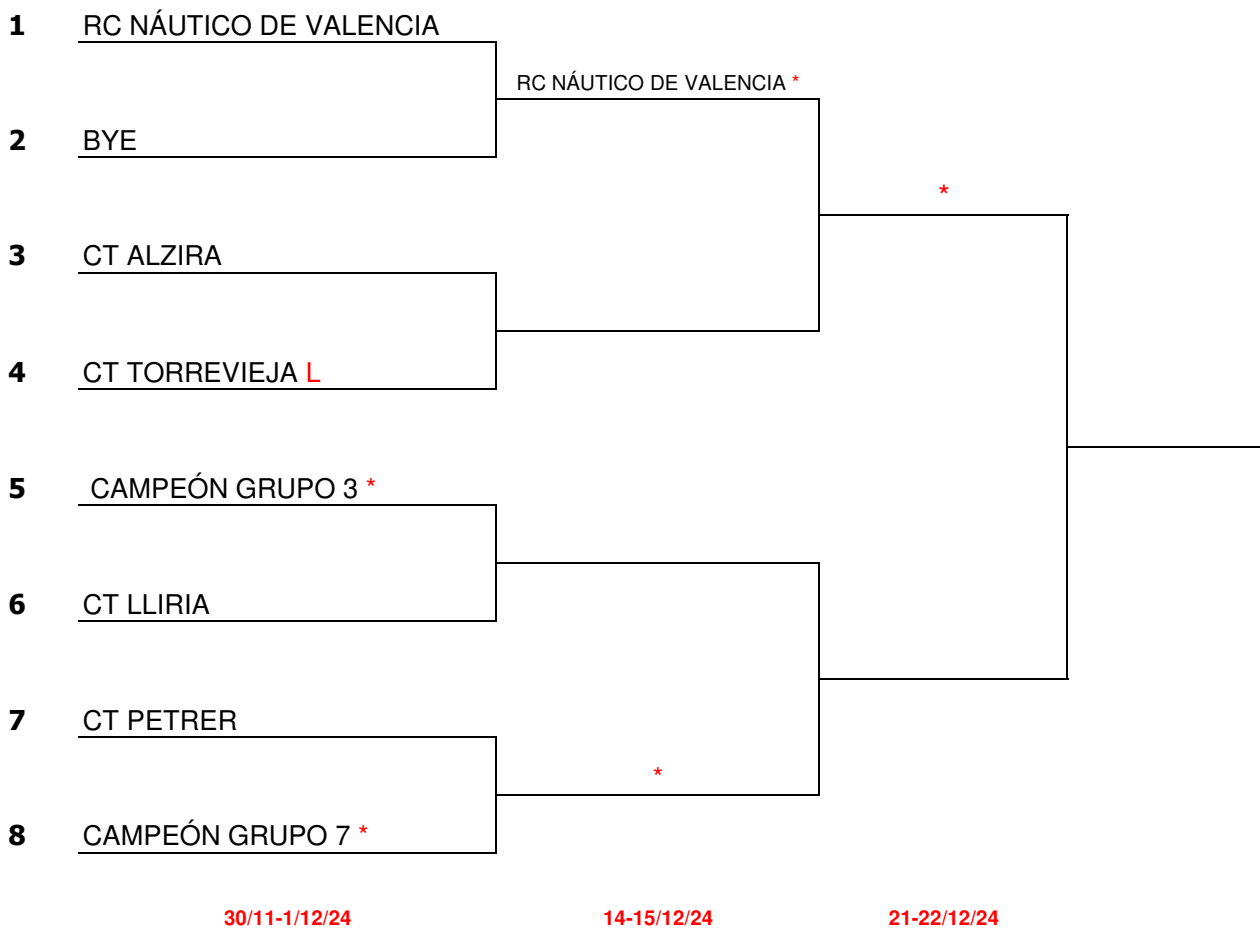 1 RC NÁUTICO DE VALENCIA
RC NÁUTICO DE VALENCIA *
2 BYE
*
3 CT ALZIRA
4 CT TORREVIEJA L
5 CAMPEÓN GRUPO 3 *
6 CT LLIRIA
7 CT PETRER
*
8 CAMPEÓN GRUPO 7 *
30/11-1/12/24 14-15/12/24 21-22/12/24